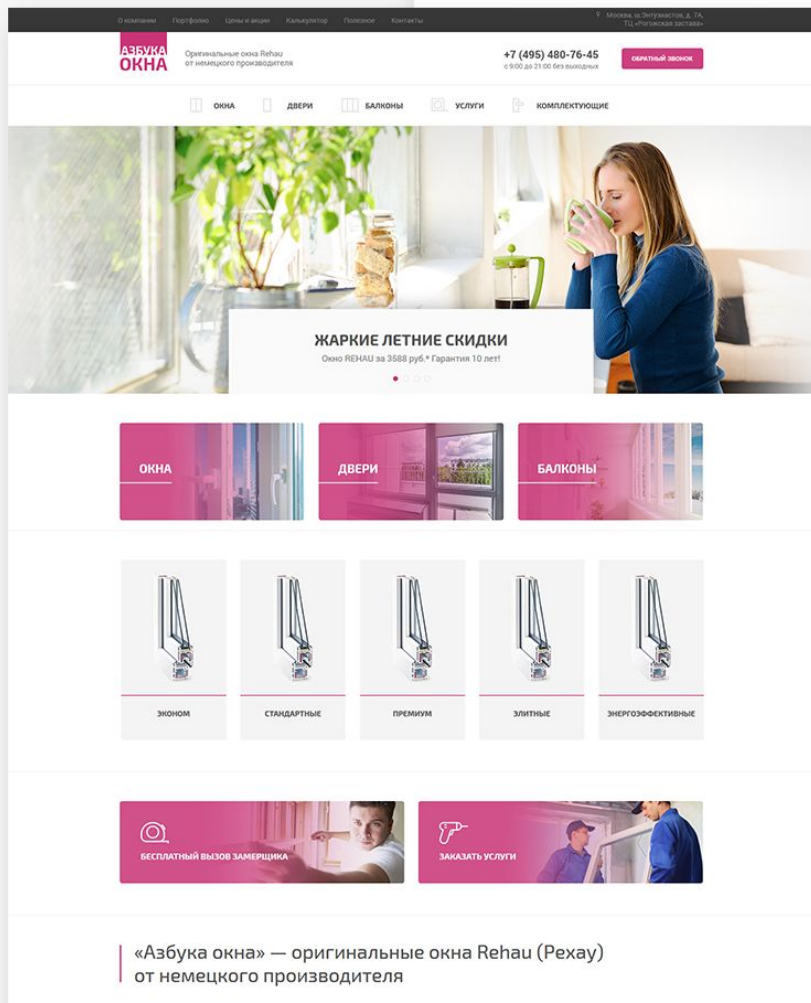 О компании
Портфолио
Цены и акции
Калькулятор
Полезное
Контакты
Москва, ш.Энтузиастов, д. 7А,
ТЦ «Рогожская застава»
АЗБУКА
ОКНА
Оригинальные окна Rehau
от немецкого производителя
+7 (495) 480-76-45
с 9:00 до 21:00 без выходных
ОБРАТНЫЙ ЗВОНОК
ОКНА
ДВЕРИ
БАЛКОНЫ
УСЛУГИ
КОМПЛЕКТУЮЩИЕ
ЖАРКИЕ ЛЕТНИЕ СКИДКИ
Окно REHAU за 3588 руб.* Гарантия 10 лет!
ОКНА
ДВЕРИ
БАЛКОНЫ
ЭКОНОМ
СТАНДАРТНЫЕ
ПРЕМИУМ
ЭЛИТНЫЕ
ЭНЕРГОЭФФЕКТИВНЫЕ
БЕСПЛАТНЫЙ ВЫЗОВ ЗАМЕРЩИКА
ЗАКАЗАТЬ УСЛУГИ
«Азбука окна» — оригинальные окна Rehau (Рехау)
от немецкого производителя